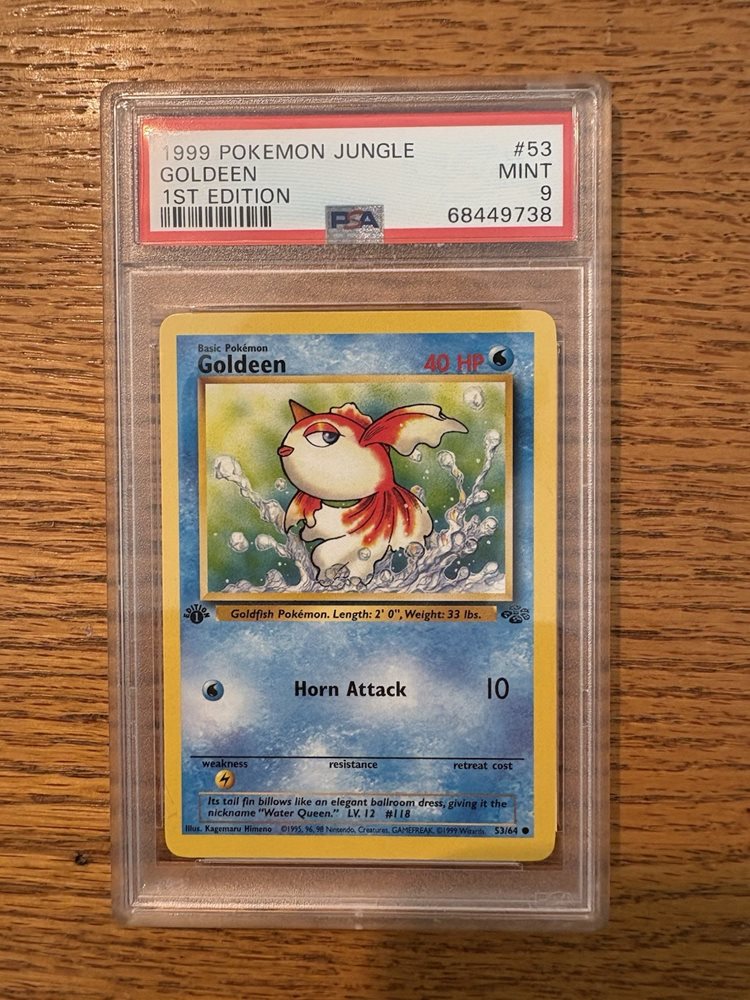 1999 POKEMON JUNGLE #53
GOLDEEN MINT
1ST EDITION 9
PSA 68449738
Basic Pokémon
Goldeen 40 HP
EDITION 1
Goldfish Pokémon. Length: 2' 0", Weight: 33 lbs.
Horn Attack 10
weakness resistance retreat cost
Its tail fin billows like an elegant ballroom dress, giving it the
nickname "Water Queen." LV. 12 #118
Illus. Kagemaru Himeno ©1995, 96, 98 Nintendo, Creatures, GAMEFREAK. ©1999 Wizards. 53/64